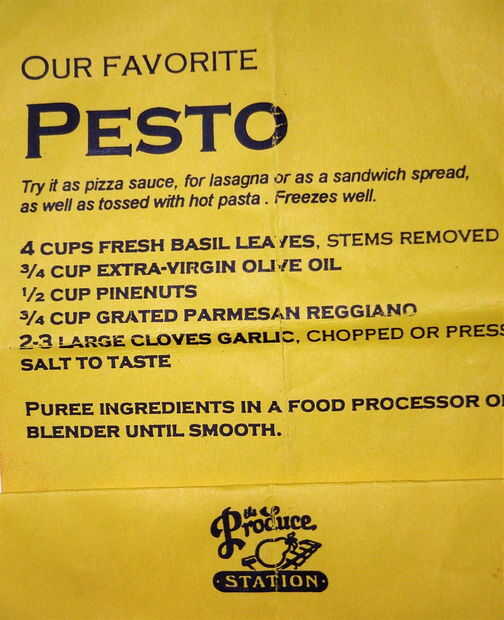 OUR FAVORITE
PESTO
Try it as pizza sauce, for lasagna or as a sandwich spread,
as well as tossed with hot pasta . Freezes well.
4 CUPS FRESH BASIL LEAVES, STEMS REMOVED
3/4 CUP EXTRA-VIRGIN OLIVE OIL
1/2 CUP PINENUTS
3/4 CUP GRATED PARMESAN REGGIANO
2-3 LARGE CLOVES GARLIC, CHOPPED OR PRESS
SALT TO TASTE
PUREE INGREDIENTS IN A FOOD PROCESSOR O
BLENDER UNTIL SMOOTH.
the
Produce
STATION